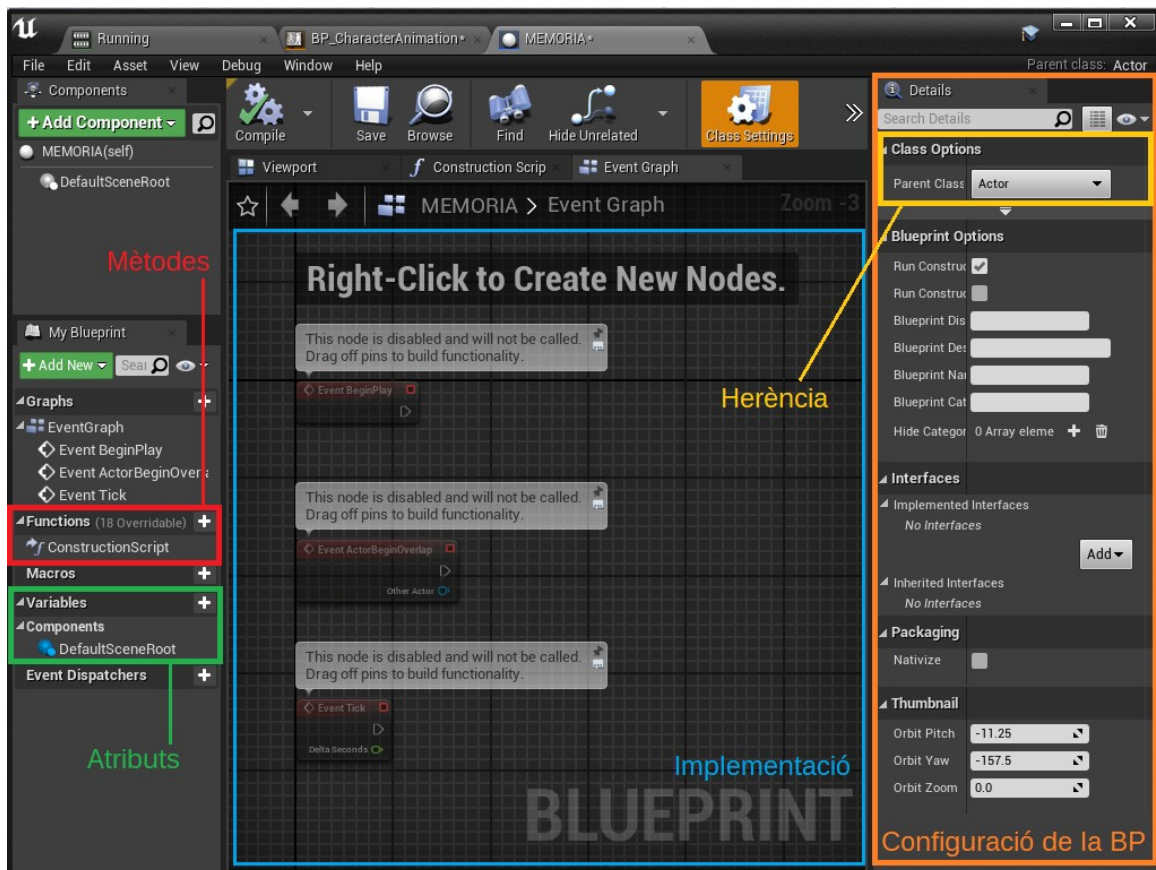 Running
BP_CharacterAnimation*
MEMORIA*
File Edit Asset View Debug Window Help
Parent class: Actor
Components
+Add Component
MEMORIA(self)
DefaultSceneRoot
Mètodes
My Blueprint
+Add New
Sear
Graphs
EventGraph
Event BeginPlay
Event ActorBeginOverla
Event Tick
Functions (18 Overridable)
ConstructionScript
Macros
Variables
Components
DefaultSceneRoot
Event Dispatchers
Atributs
Compile
Save
Browse
Find
Hide Unrelated
Class Settings
Viewport
Construction Scrip
Event Graph
MEMORIA > Event Graph
Zoom -3
Right-Click to Create New Nodes.
This node is disabled and will not be called.
Drag off pins to build functionality.
Event BeginPlay
This node is disabled and will not be called.
Drag off pins to build functionality.
Event ActorBeginOverlap
Other Actor
This node is disabled and will not be called.
Drag off pins to build functionality.
Event Tick
Delta Seconds
Herència
Implementació
BLUEPRINT
Details
Search Details
Class Options
Parent Class
Actor
Blueprint Options
Run Construc
Run Construc
Blueprint Dis
Blueprint Des
Blueprint Nai
Blueprint Cat
Hide Categor 0 Array eleme
Interfaces
Implemented Interfaces
No Interfaces
Add
Inherited Interfaces
No Interfaces
Packaging
Nativize
Thumbnail
Orbit Pitch -11.25
Orbit Yaw -157.5
Orbit Zoom 0.0
Configuració de la BP